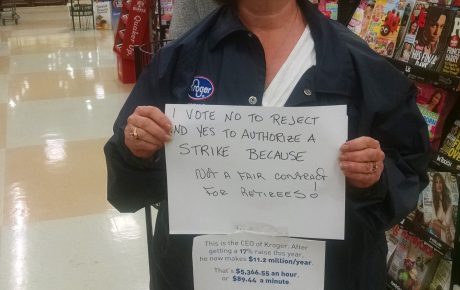 Kroger
I VOTE NO TO REJECT
AND YES TO AUTHORIZE A
STRIKE BECAUSE
NOT A FAIR CONTRACT
FOR RETIREES!
This is the CEO of Kroger. After
getting a 17% raise this year,
he now makes $11.2 million/year.
That's $5,366.55 an hour,
or $89.44 a minute.